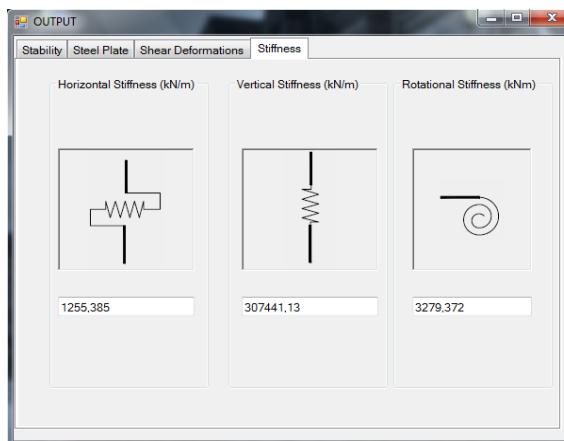 OUTPUT
Stability Steel Plate Shear Deformations Stiffness
Horizontal Stiffness (kN/m) Vertical Stiffness (kN/m) Rotational Stiffness (kNm)
1255,385 307441,13 3279,372